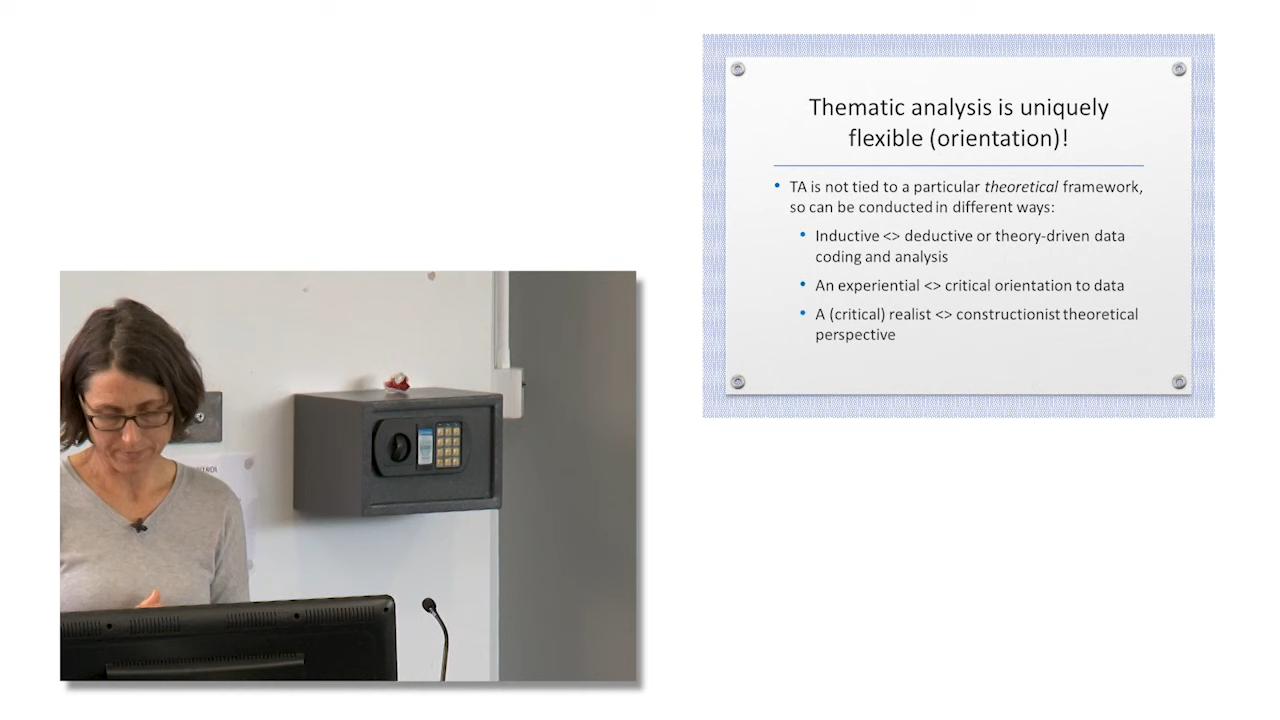 Thematic analysis is uniquely
flexible (orientation)!
• TA is not tied to a particular theoretical framework,
so can be conducted in different ways:
• Inductive <> deductive or theory-driven data
coding and analysis
• An experiential <> critical orientation to data
• A (critical) realist <> constructionist theoretical
perspective